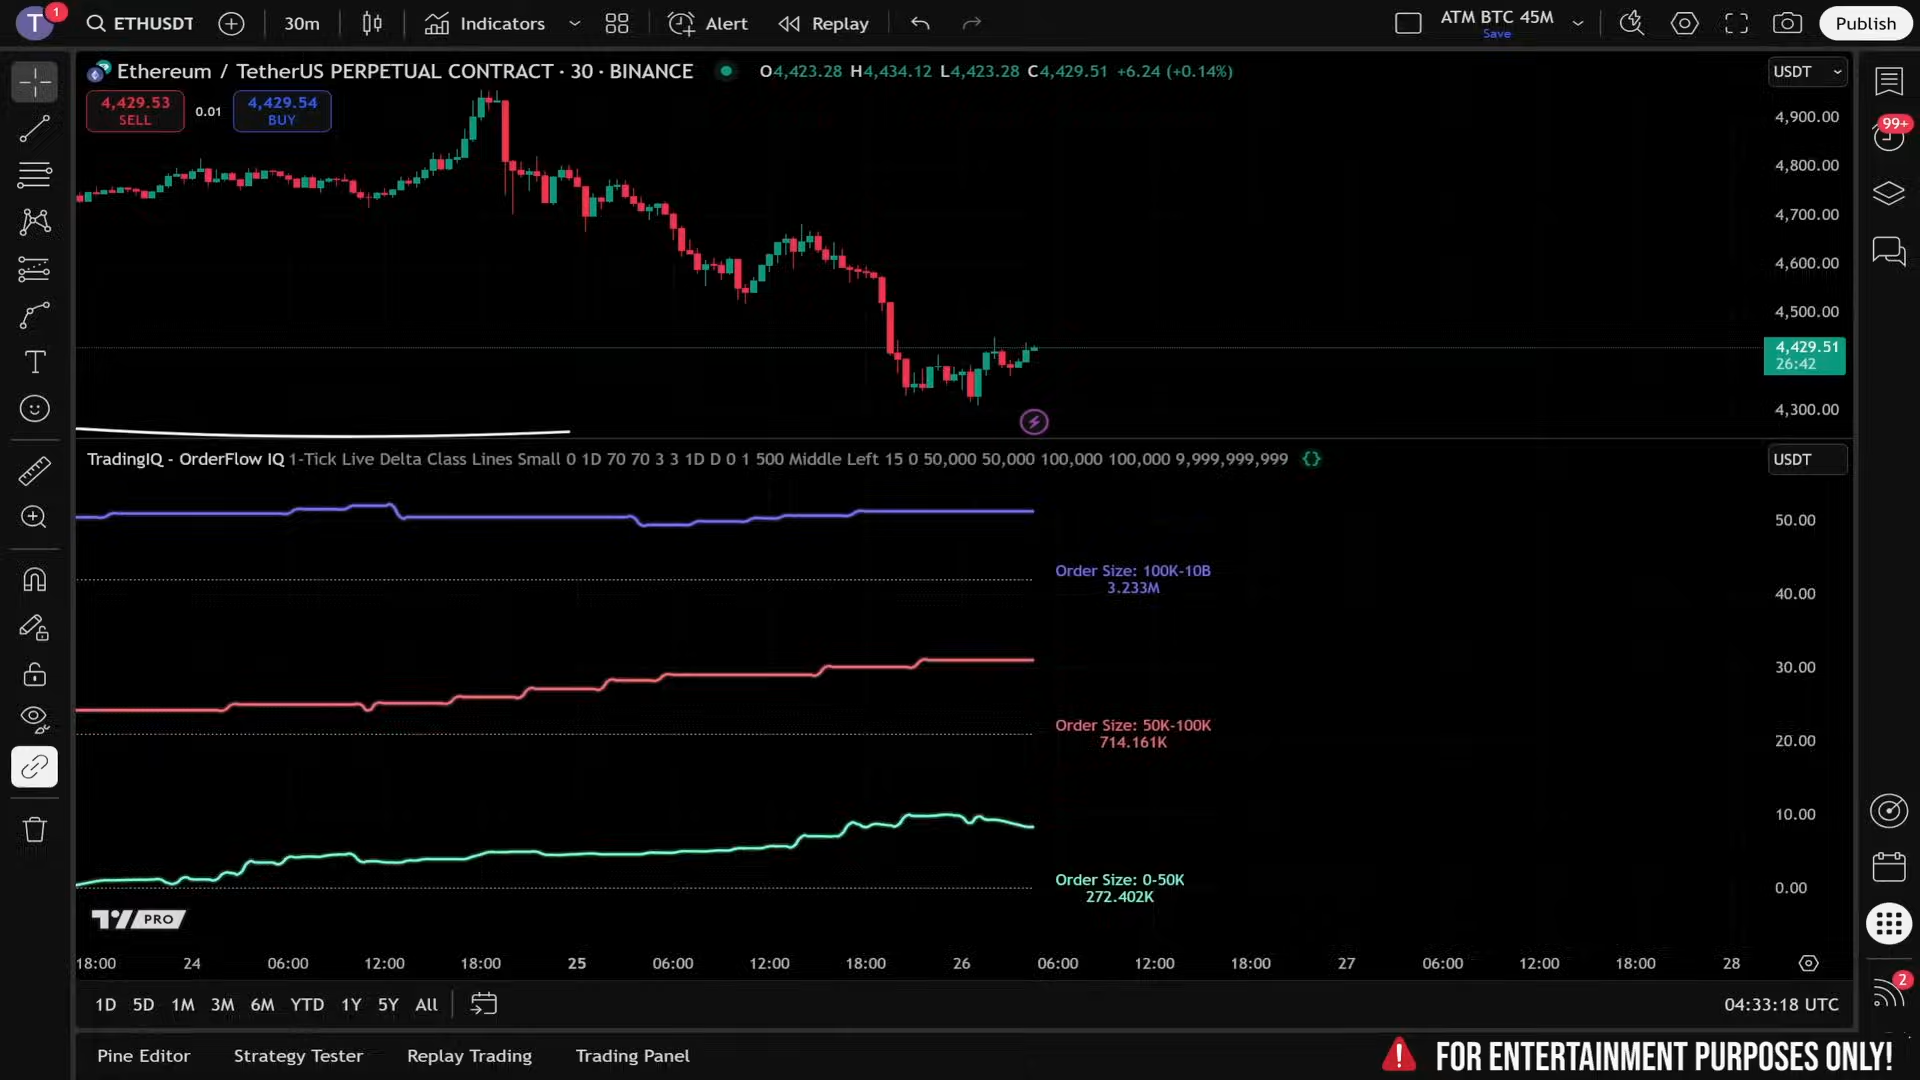 T
1
ETHUSDT
30m
Indicators
Alert
Replay
ATM BTC 45M
Save
Publish
Ethereum / TetherUS PERPETUAL CONTRACT · 30 · BINANCE
O4,423.28 H4,434.12 L4,423.28 C4,429.51 +6.24 (+0.14%)
USDT
4,429.53
SELL
0.01
4,429.54
BUY
4,900.00
99+
4,800.00
4,700.00
4,600.00
4,500.00
4,429.51
26:42
4,300.00
TradingIQ - OrderFlow IQ 1-Tick Live Delta Class Lines Small 0 1D 70 70 3 3 1D D 0 1 500 Middle Left 15 0 50,000 50,000 100,000 100,000 9,999,999,999 {}
USDT
50.00
Order Size: 100K-10B
3.233M
40.00
30.00
Order Size: 50K-100K
714.161K
20.00
10.00
Order Size: 0-50K
272.402K
0.00
PRO
18:00 24 06:00 12:00 18:00 25 06:00 12:00 18:00 26 06:00 12:00 18:00 27 06:00 12:00 18:00 28
2
1D 5D 1M 3M 6M YTD 1Y 5Y All
04:33:18 UTC
Pine Editor Strategy Tester Replay Trading Trading Panel
FOR ENTERTAINMENT PURPOSES ONLY!